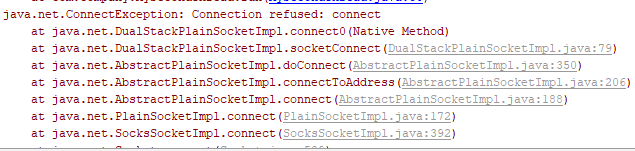 java.net.ConnectException: Connection refused: connect
at java.net.DualStackPlainSocketImpl.connect0(Native Method)
at java.net.DualStackPlainSocketImpl.socketConnect(DualStackPlainSocketImpl.java:79)
at java.net.AbstractPlainSocketImpl.doConnect(AbstractPlainSocketImpl.java:350)
at java.net.AbstractPlainSocketImpl.connectToAddress(AbstractPlainSocketImpl.java:206)
at java.net.AbstractPlainSocketImpl.connect(AbstractPlainSocketImpl.java:188)
at java.net.PlainSocketImpl.connect(PlainSocketImpl.java:172)
at java.net.SocksSocketImpl.connect(SocksSocketImpl.java:392)